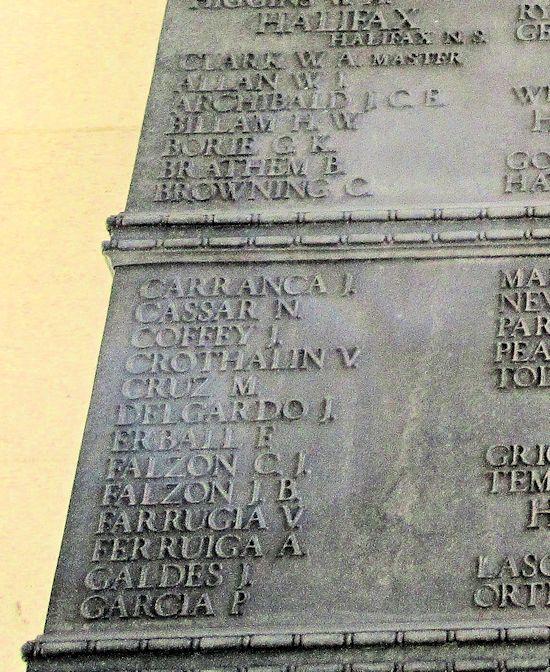 HIGGINS
HALIFAX
HALIFAX N.S.
CLARK W. A. MASTER
ALLAN W. J.
ARCHIBALD J. C. E.
BILLAM H. W.
BORIE G. K.
BRATHEM B.
BROWNING C.
CARRANCA J.
CASSAR N.
COFFEY J.
CROTHALIN V.
CRUZ M.
DELGARDO J.
ERBALL F.
FALZON C. J.
FALZON J. B.
FARRUGIA V.
FERRUIGA A.
GALDES J.
GARCIA P.